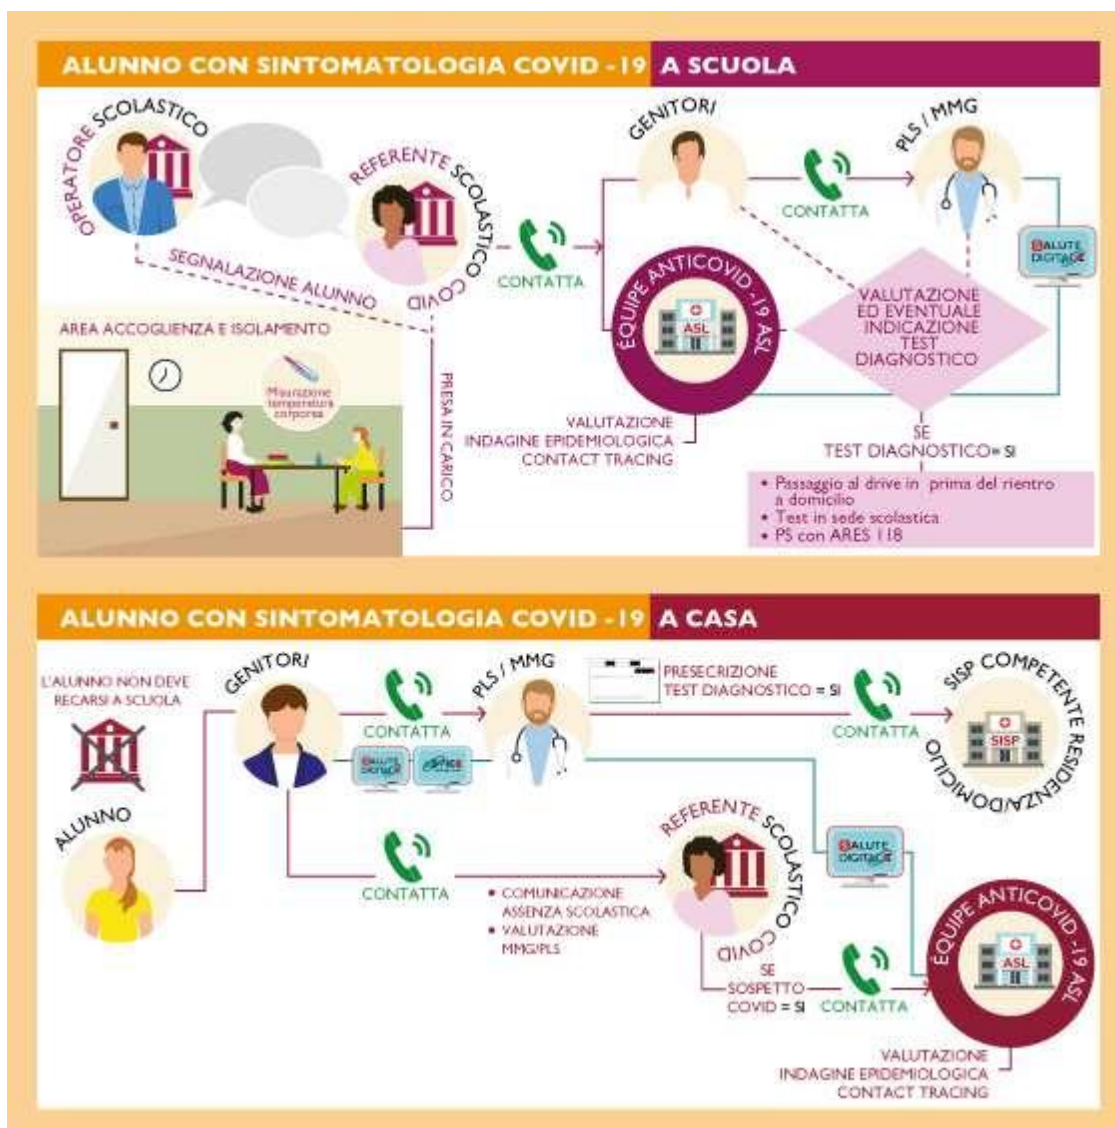 ALUNNO CON SINTOMATOLOGIA COVID -19 A SCUOLA
OPERATORE SCOLASTICO
REFERENTE SCOLASTICO COVID
SEGNALAZIONE ALUNNO
CONTATTA
GENITORI
CONTATTA
PLS / MMG
SALUTE
DIGITALE
ÉQUIPE ANTICOVID -19 ASL
ASL
VALUTAZIONE
ED EVENTUALE
INDICAZIONE
TEST
DIAGNOSTICO
AREA ACCOGLIENZA E ISOLAMENTO
Misurazione
temperatura
corporea
PRESA IN CARICO
VALUTAZIONE
INDAGINE EPIDEMIOLOGICA
CONTACT TRACING
SE
TEST DIAGNOSTICO= SI
• Passaggio al drive in prima del rientro
a domicilio
• Test in sede scolastica
• PS con ARES 118
ALUNNO CON SINTOMATOLOGIA COVID -19 A CASA
L'ALUNNO NON DEVE
RECARSI A SCUOLA
ALUNNO
GENITORI
CONTATTA
SALUTE
DIGITALE
PLS / MMG
PRESECRIZIONE
TEST DIAGNOSTICO = SI
CONTATTA
SISP COMPETENTE RESIDENZA/DOMICILIO
SISP
CONTATTA
• COMUNICAZIONE
ASSENZA SCOLASTICA
• VALUTAZIONE
MMG/PLS
REFERENTE SCOLASTICO COVID
SALUTE
DIGITALE
SE
SOSPETTO
COVID = SI
CONTATTA
ÉQUIPE ANTICOVID -19 ASL
ASL
VALUTAZIONE
INDAGINE EPIDEMIOLOGICA
CONTACT TRACING